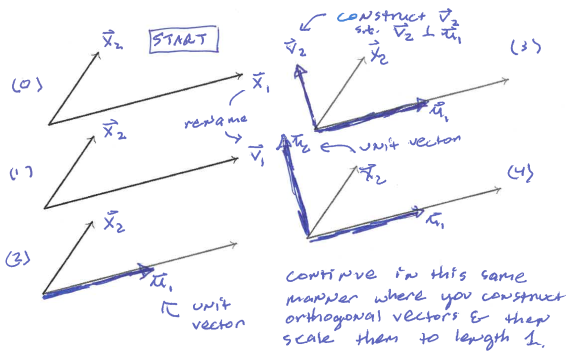 START
(0)
x⃗₂
x⃗₁
rename
(1)
x⃗₂
v⃗₁
(2)
x⃗₂
u⃗₁
unit
vector
construct v⃗₂
s.t. v⃗₂ ⊥ u⃗₁
(3)
v⃗₂
x⃗₂
u⃗₁
u⃗₂
unit vector
(4)
x⃗₂
u⃗₁
continue in this same
manner where you construct
orthogonal vectors & then
scale them to length 1.